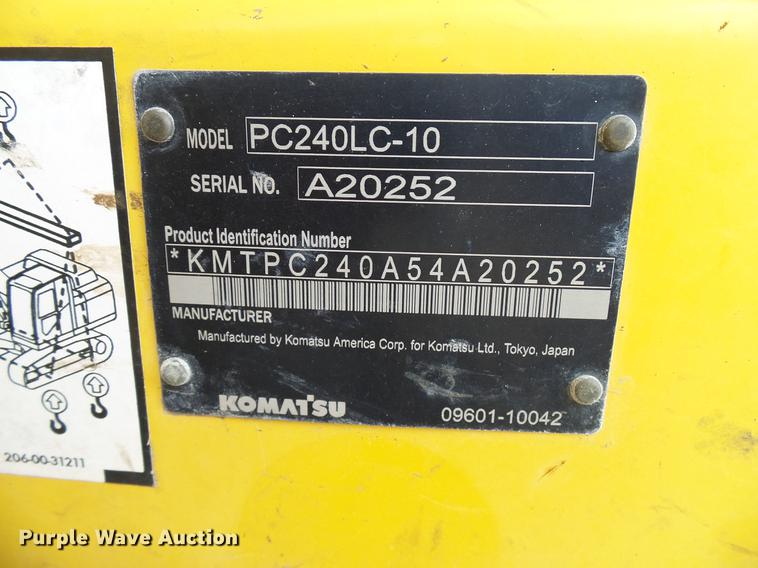 MODEL PC240LC-10
SERIAL NO. A20252
Product Identification Number
*KMTPC240A54A20252*
MANUFACTURER
Manufactured by Komatsu America Corp. for Komatsu Ltd., Tokyo, Japan
KOMATSU 09601-10042
206-00-31211
Purple Wave Auction